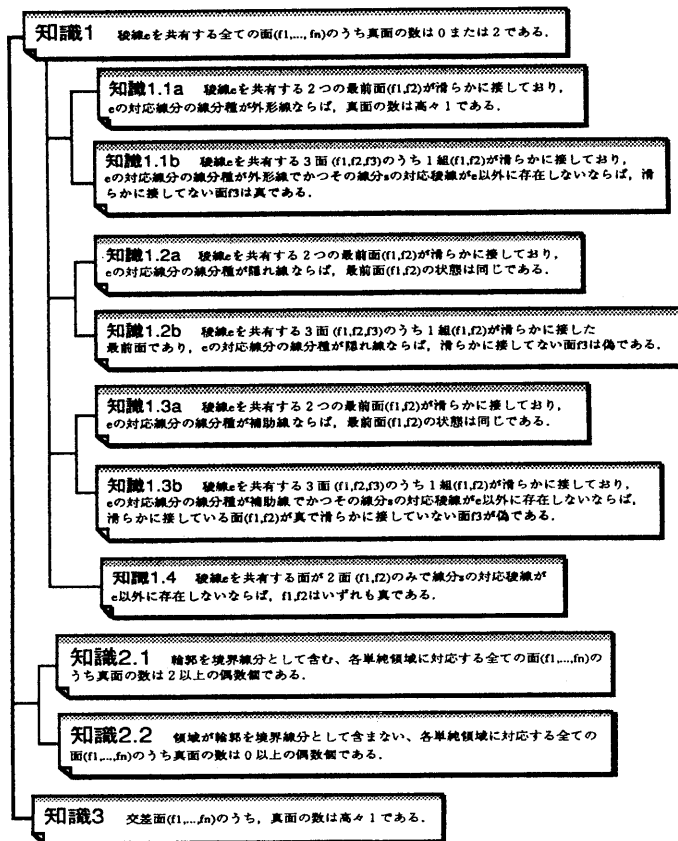 知識1 稜線eを共有する全ての面(f1,..., fn)のうち真面の数は0または2である.
知識1.1a 稜線eを共有する2つの最前面(f1,f2)が滑らかに接しており,
eの対応線分の線分種が外形線ならば, 真面の数は高々1である.
知識1.1b 稜線eを共有する3面(f1,f2,f3)のうち1組(f1,f2)が滑らかに接しており,
eの対応線分の線分種が外形線でかつその線分sの対応稜線がe以外に存在しないならば, 滑
らかに接してない面f3は真である.
知識1.2a 稜線eを共有する2つの最前面(f1,f2)が滑らかに接しており,
eの対応線分の線分種が隠れ線ならば, 最前面(f1,f2)の状態は同じである.
知識1.2b 稜線eを共有する3面(f1,f2,f3)のうち1組(f1,f2)が滑らかに接した
最前面であり, eの対応線分の線分種が隠れ線ならば, 滑らかに接してない面f3は偽である.
知識1.3a 稜線eを共有する2つの最前面(f1,f2)が滑らかに接しており,
eの対応線分の線分種が補助線ならば, 最前面(f1,f2)の状態は同じである.
知識1.3b 稜線eを共有する3面(f1,f2,f3)のうち1組(f1,f2)が滑らかに接しており,
eの対応線分の線分種が補助線でかつその線分sの対応稜線がe以外に存在しないならば,
滑らかに接している面(f1,f2)が真で滑らかに接していない面f3が偽である.
知識1.4 稜線eを共有する面が2面(f1,f2)のみで線分sの対応稜線が
e以外に存在しないならば, f1,f2はいずれも真である.
知識2.1 輪郭を境界線分として含む、各単純領域に対応する全ての面(f1,...,fn)の
うち真面の数は2以上の偶数個である.
知識2.2 領域が輪郭を境界線分として含まない、各単純領域に対応する全ての
面(f1,...,fn)のうち真面の数は0以上の偶数個である.
知識3 交差面(f1,...,fn)のうち, 真面の数は高々1である.